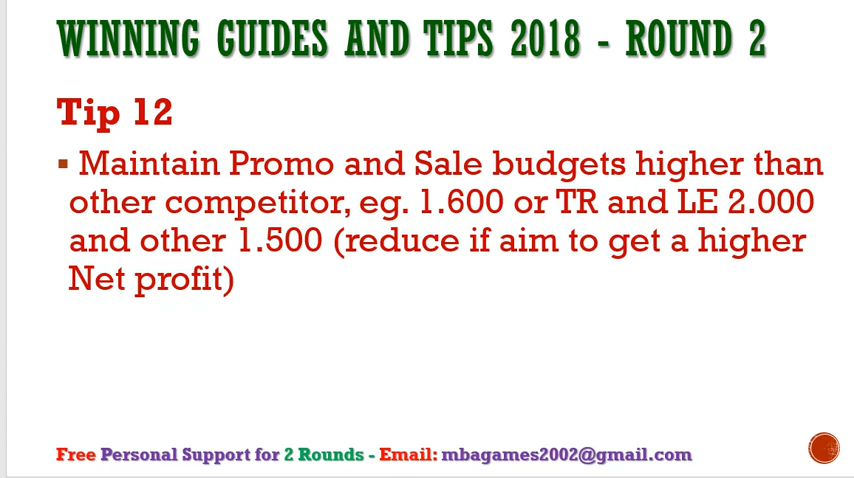 WINNING GUIDES AND TIPS 2018 - ROUND 2
Tip 12
▪ Maintain Promo and Sale budgets higher than
other competitor, eg. 1.600 or TR and LE 2.000
and other 1.500 (reduce if aim to get a higher
Net profit)
Free Personal Support for 2 Rounds - Email: mbagames2002@gmail.com